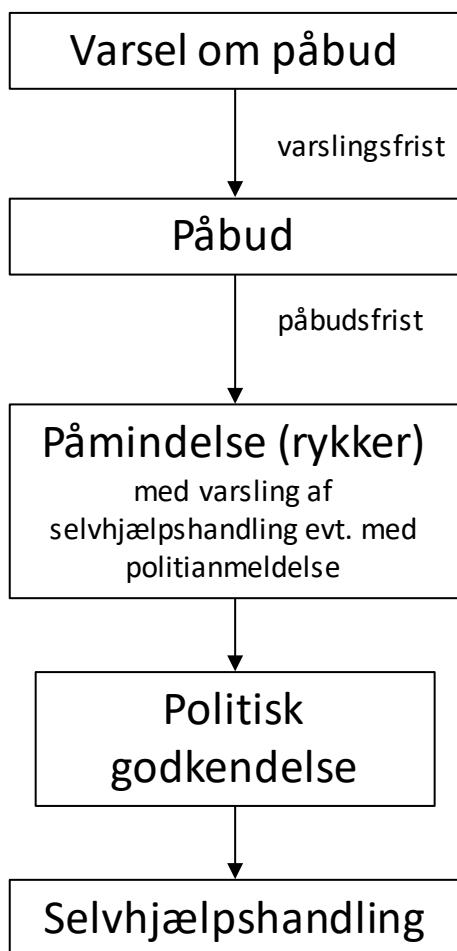 Varsel om påbud
varslingsfrist
Påbud
påbudsfrist
Påmindelse (rykker)
med varsling af
selvhjælpshandling evt. med
politianmeldelse
Politisk
godkendelse
Selvhjælpshandling